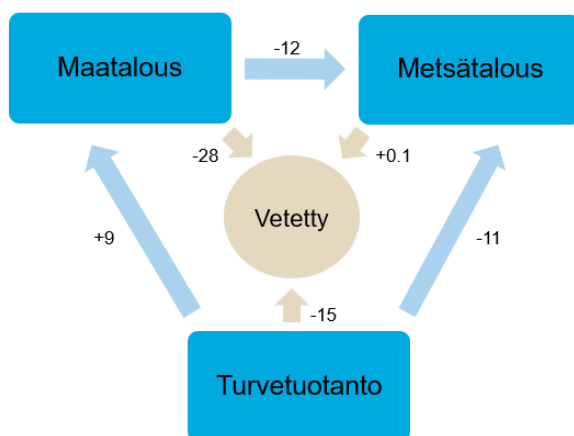 -12
Maatalous
Metsätalous
-28
+0.1
Vetetty
+9
-11
-15
Turvetuotanto